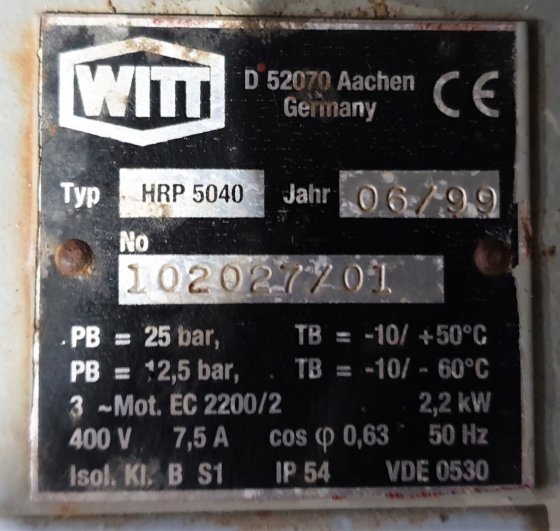 WITT
D 52070 Aachen
Germany
CE
Typ HRP 5040 Jahr 06/99
No
102027/01
PB = 25 bar, TB = -10/ +50°C
PB = 12,5 bar, TB = -10/ - 60°C
3 ~Mot. EC 2200/2 2,2 kW
400 V 7,5 A cos φ 0,63 50 Hz
Isol. Kl. B S1 IP 54 VDE 0530